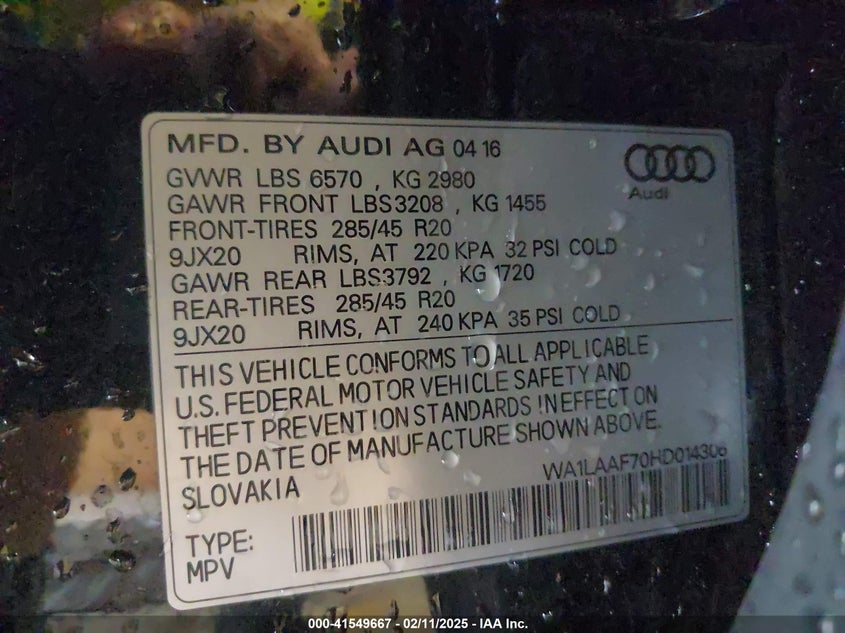 MFD. BY AUDI AG 04 16
Audi
GVWR LBS 6570 , KG 2980
GAWR FRONT LBS3208 , KG 1455
FRONT-TIRES 285/45 R20
9JX20 RIMS, AT 220 KPA 32 PSI COLD
GAWR REAR LBS3792 , KG 1720
REAR-TIRES 285/45 R20
9JX20 RIMS, AT 240 KPA 35 PSI COLD
THIS VEHICLE CONFORMS TO ALL APPLICABLE
U.S. FEDERAL MOTOR VEHICLE SAFETY AND
THEFT PREVENTION STANDARDS IN EFFECT ON
THE DATE OF MANUFACTURE SHOWN ABOVE.
SLOVAKIA
WA1LAAF70HD014306
TYPE:
MPV
000-41549667 - 02/11/2025 - IAA Inc.